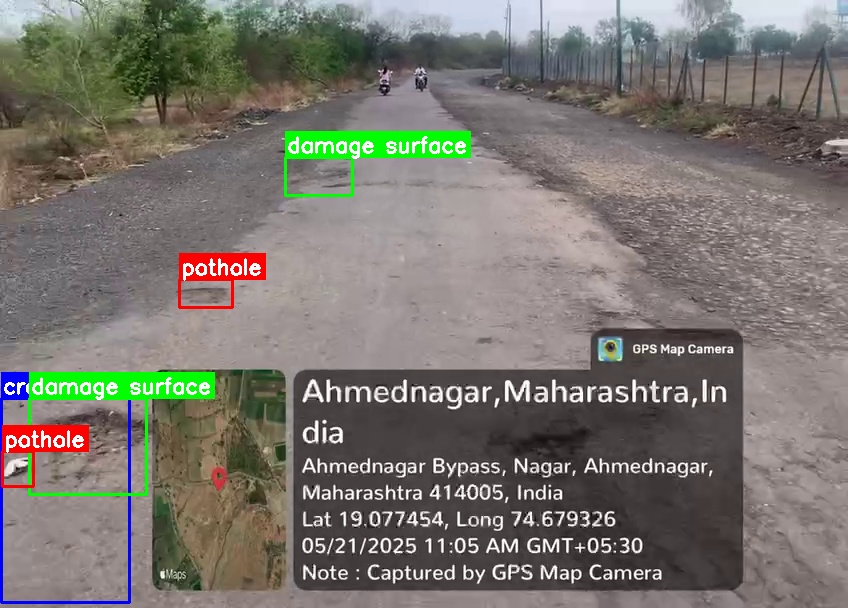 damage surface
pothole
damage surface
pothole
GPS Map Camera
Ahmednagar,Maharashtra,In
dia
Ahmednagar Bypass, Nagar, Ahmednagar,
Maharashtra 414005, India
Lat 19.077454, Long 74.679326
05/21/2025 11:05 AM GMT+05:30
Note : Captured by GPS Map Camera
Maps